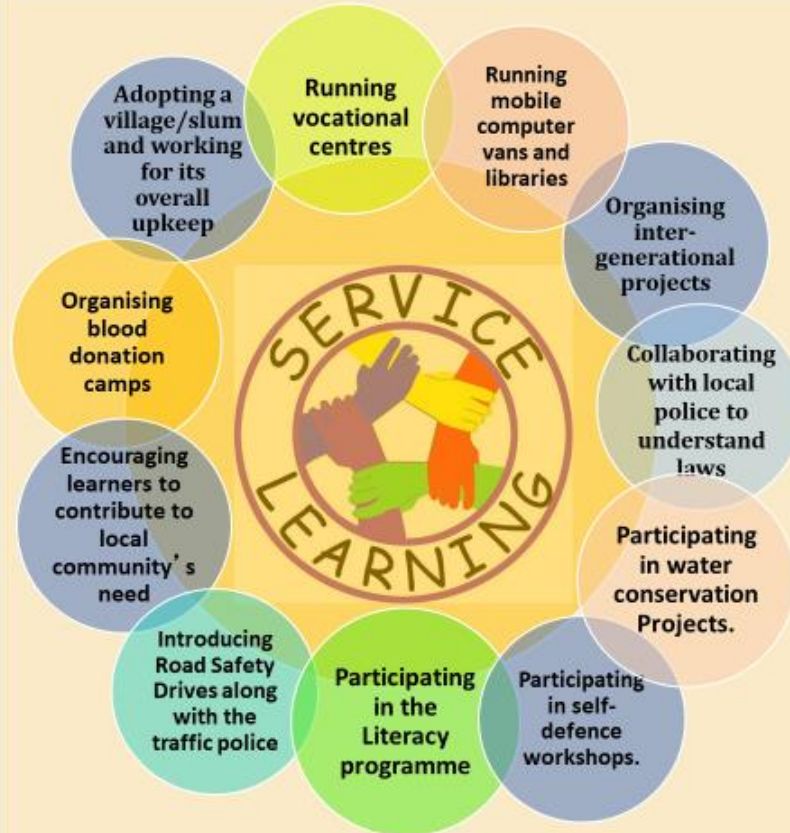 Running
vocational
centres
Running
mobile
computer
vans and
libraries
Organising
inter-
generational
projects
Collaborating
with local
police to
understand
laws
Participating
in water
conservation
Projects.
Participating
in self-
defence
workshops.
Participating
in the
Literacy
programme
Introducing
Road Safety
Drives along
with the
traffic police
Encouraging
learners to
contribute to
local
community's
need
Organising
blood
donation
camps
Adopting a
village/slum
and working
for its
overall
upkeep
SERVICE
LEARNING